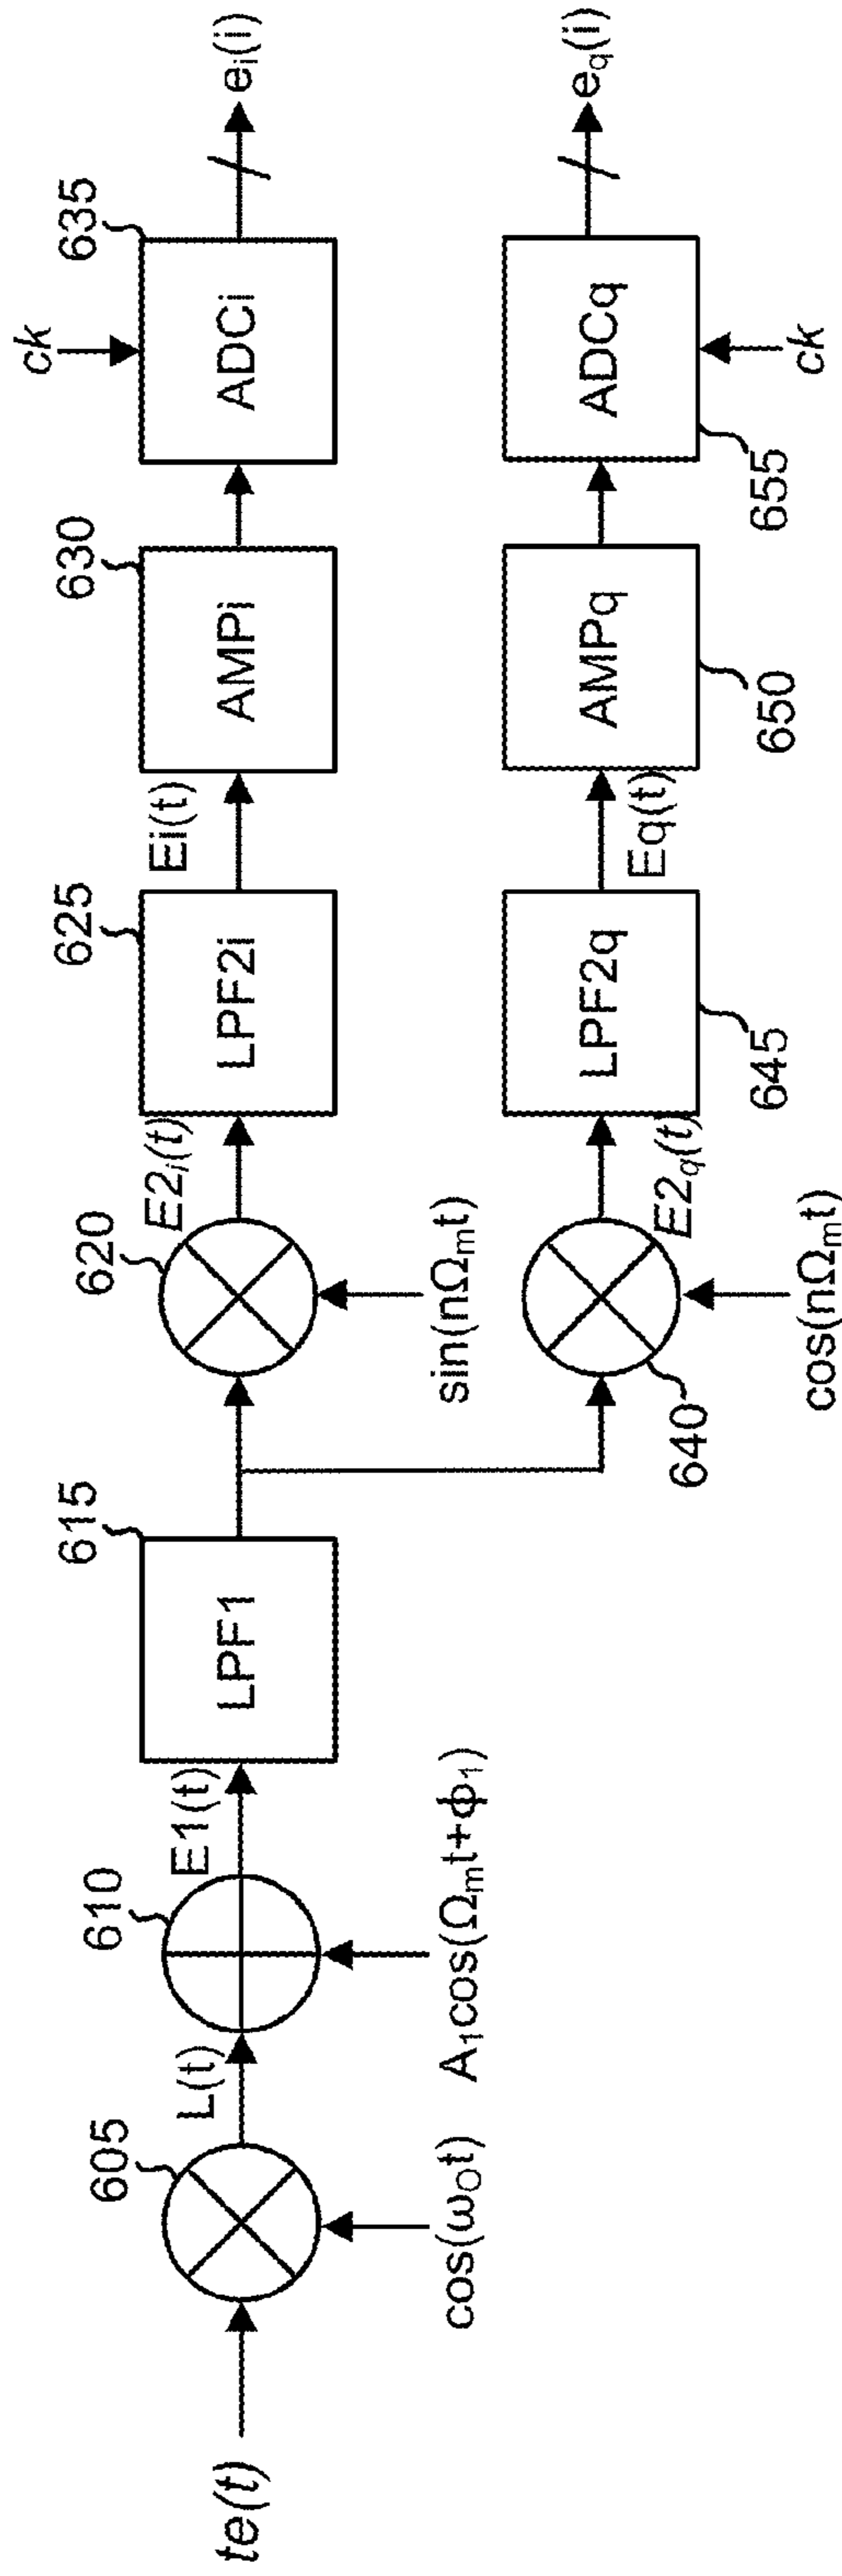 te(t)
605
cos(ω₀t)
L(t)
610
A₁cos(Ωₘt+ϕ₁)
E1(t)
615
LPF1
620
sin(nΩₘt)
E2ᵢ(t)
625
LPF2i
Ei(t)
630
AMPi
635
ck
ADCi
eᵢ(i)
640
cos(nΩₘt)
E2q(t)
645
LPF2q
Eq(t)
650
AMPq
655
ck
ADCq
e_q(i)